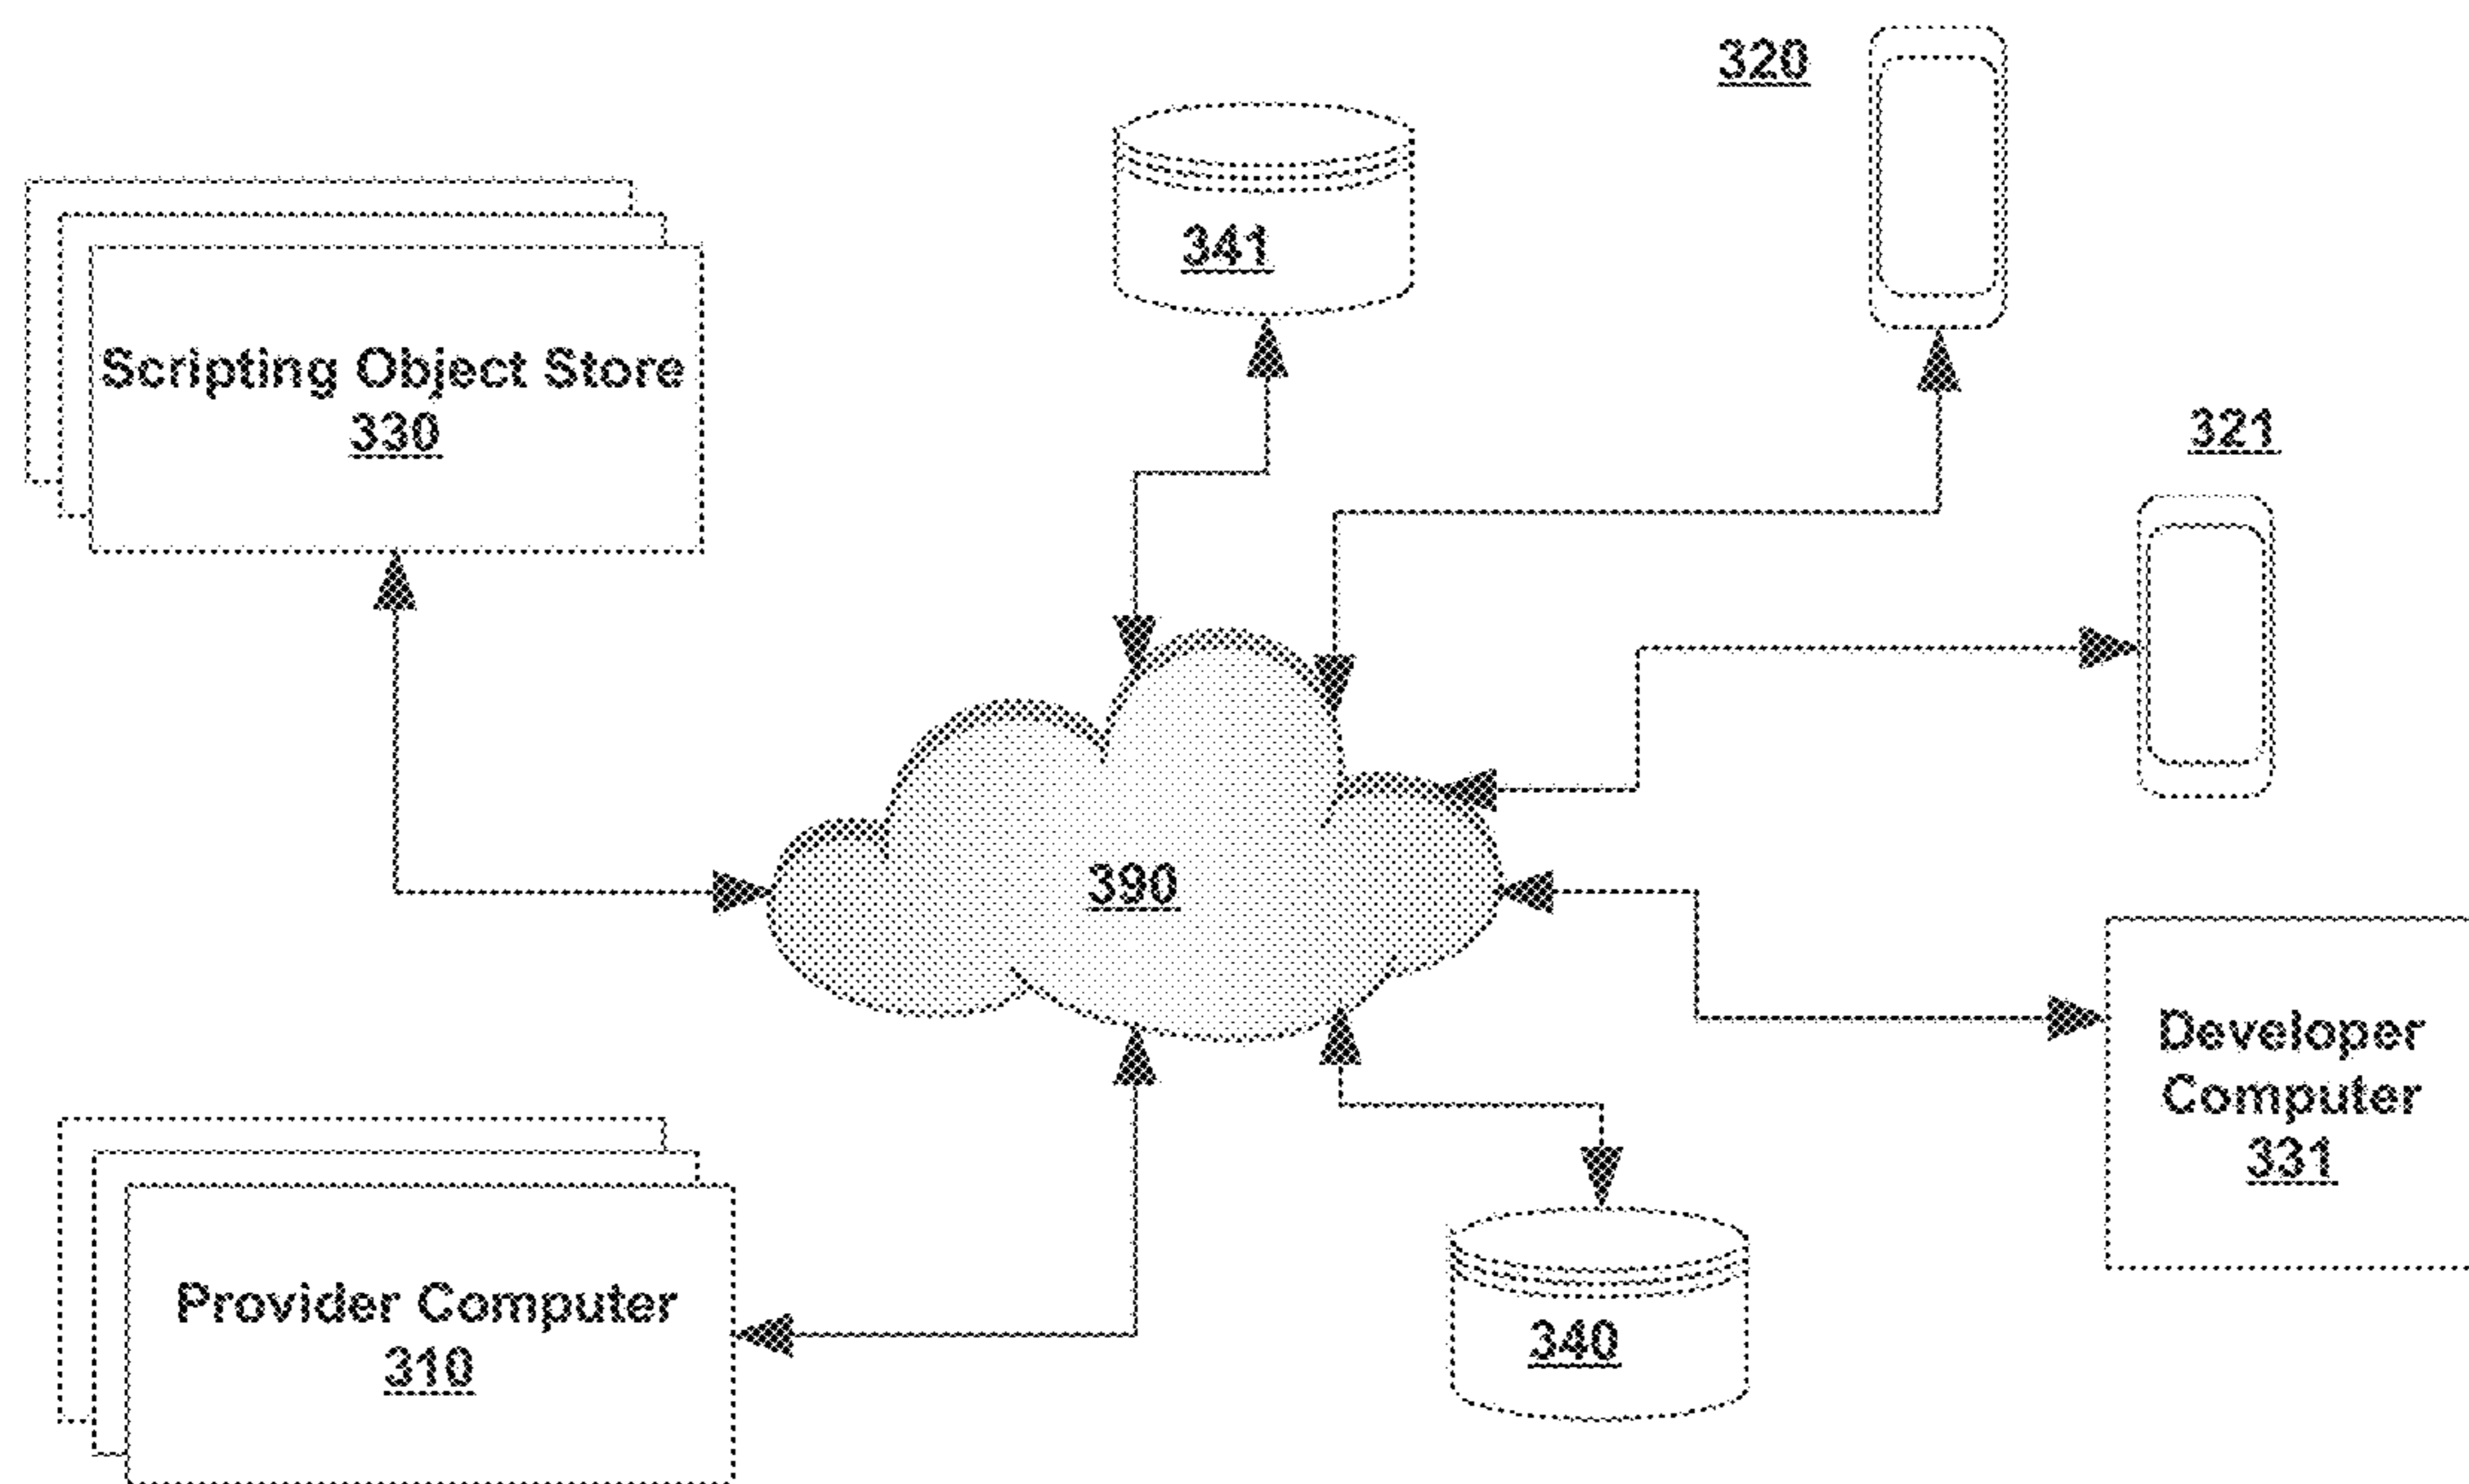 320
341
Scripting Object Store
330
321
390
Developer
Computer
331
Provider Computer
310
340